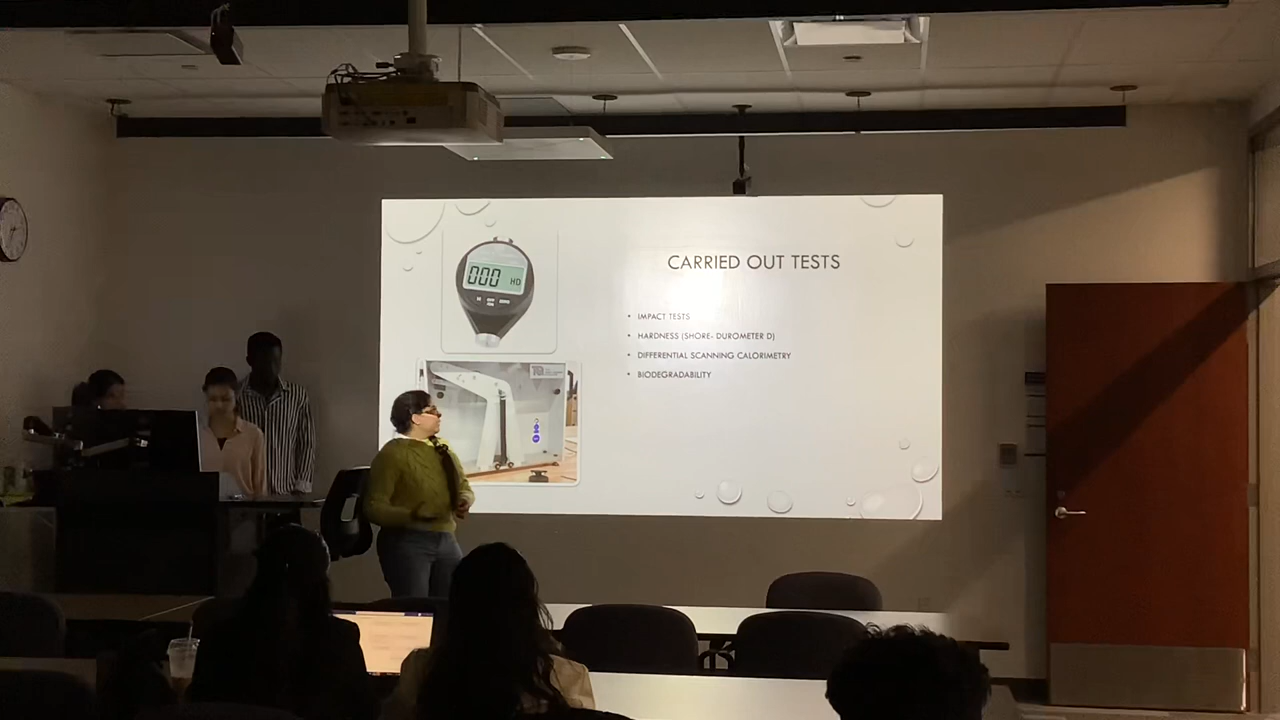 000 HD
CARRIED OUT TESTS
• IMPACT TESTS
• HARDNESS (SHORE- DUROMETER D)
• DIFFERENTIAL SCANNING CALORIMETRY
• BIODEGRADABILITY